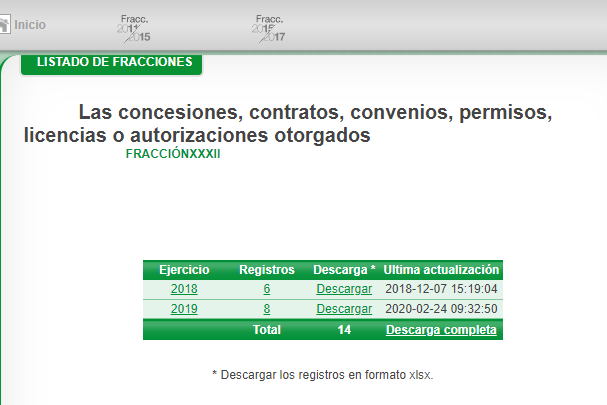 Inicio
Fracc.
2015
Fracc.
2017
LISTADO DE FRACCIONES
Las concesiones, contratos, convenios, permisos,
licencias o autorizaciones otorgados
FRACCIÓNXXXII
Ejercicio Registros Descarga * Ultima actualización
2018 6 Descargar 2018-12-07 15:19:04
2019 8 Descargar 2020-02-24 09:32:50
Total 14 Descarga completa
* Descargar los registros en formato xlsx.